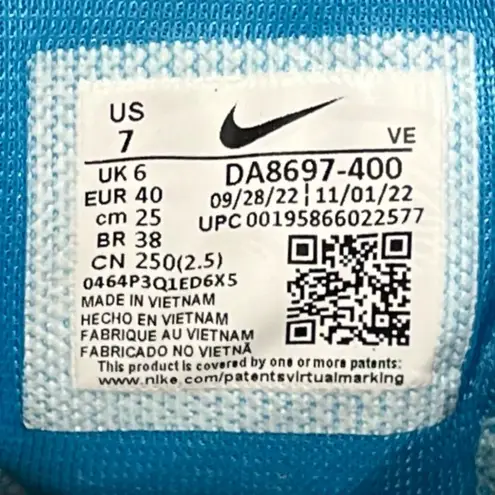 US
7
VE
UK 6
EUR 40
cm 25
BR 38
CN 250(2.5)
DA8697-400
09/28/22 | 11/01/22
UPC 00195866022577
0464P3Q1ED6X5
MADE IN VIETNAM
HECHO EN VIETNAM
FABRIQUE AU VIETNAM
FABRICADO NO VIETNÃ
This product is covered by one or more patents.
www.nike.com/patentsvirtualmarking